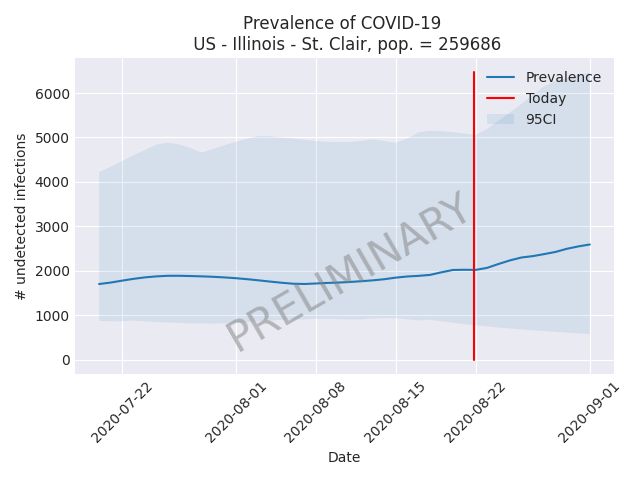 Prevalence of COVID-19
US - Illinois - St. Clair, pop. = 259686
Prevalence
Today
95CI
6000
5000
4000
3000
2000
1000
0
# undetected infections
PRELIMINARY
2020-07-22
2020-08-01
2020-08-08
2020-08-15
2020-08-22
2020-09-01
Date